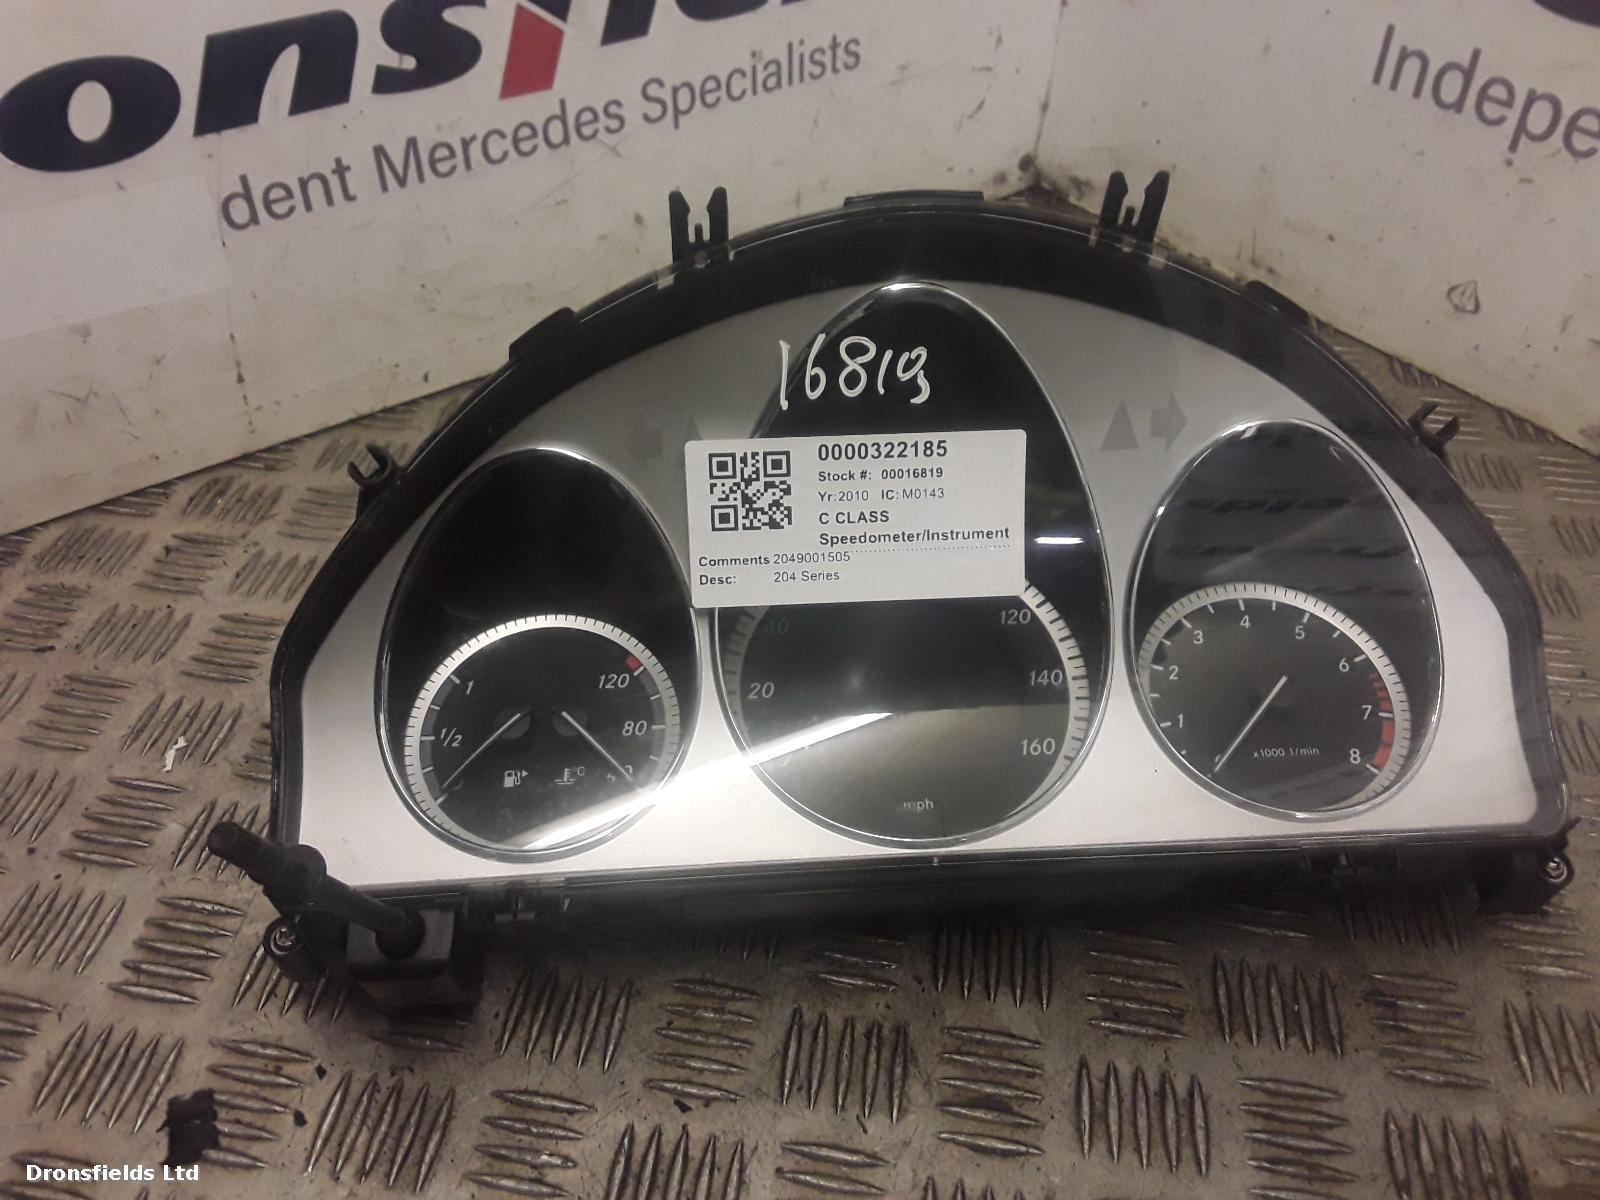 onsfiel
dent Mercedes Specialists
Indepe
16819
0000322185
Stock #: 00016819
Yr:2010 IC:M0143
C CLASS
Speedometer/Instrument
Comments 2049001505
Desc: 204 Series
1
1/2
120
80
°C
40
20
120
140
160
mph
1
2
3
4
5
6
7
8
x1000 1/min
Dronsfields Ltd